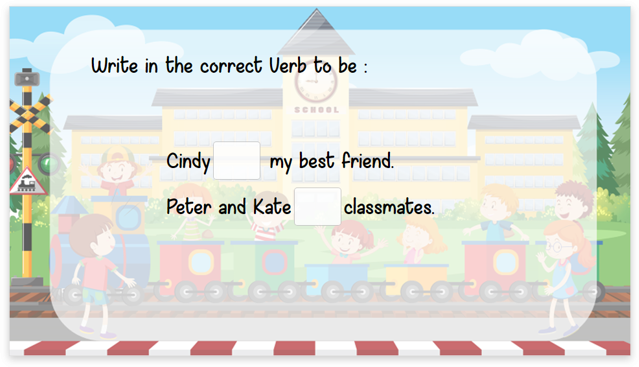 Write in the correct Verb to be :
SCHOOL
Cindy my best friend.
Peter and Kate classmates.